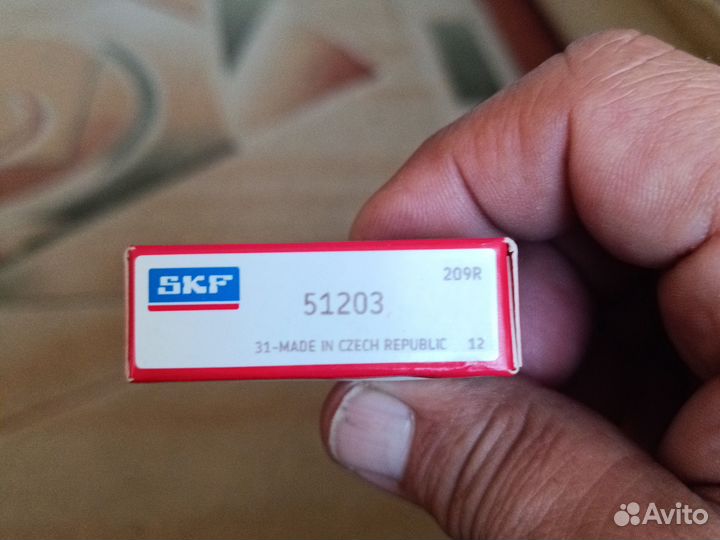 SKF
209R
51203
31-MADE IN CZECH REPUBLIC 12
Avito